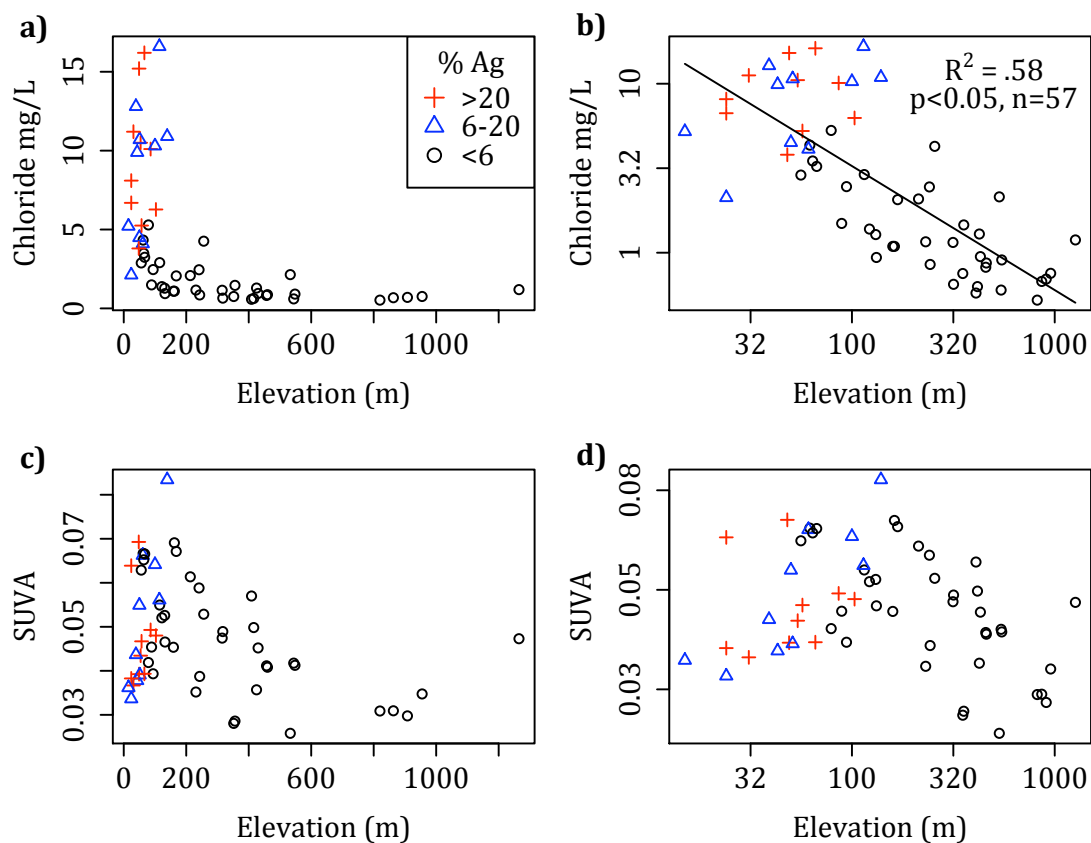 a)
Chloride mg/L
15
10
5
0
% Ag
>20
6-20
<6
0 200 600 1000
Elevation (m)
b)
Chloride mg/L
10
3.2
1
R² = .58
p<0.05, n=57
32 100 320 1000
Elevation (m)
c)
SUVA
0.07
0.05
0.03
0 200 600 1000
Elevation (m)
d)
SUVA
0.08
0.05
0.03
32 100 320 1000
Elevation (m)